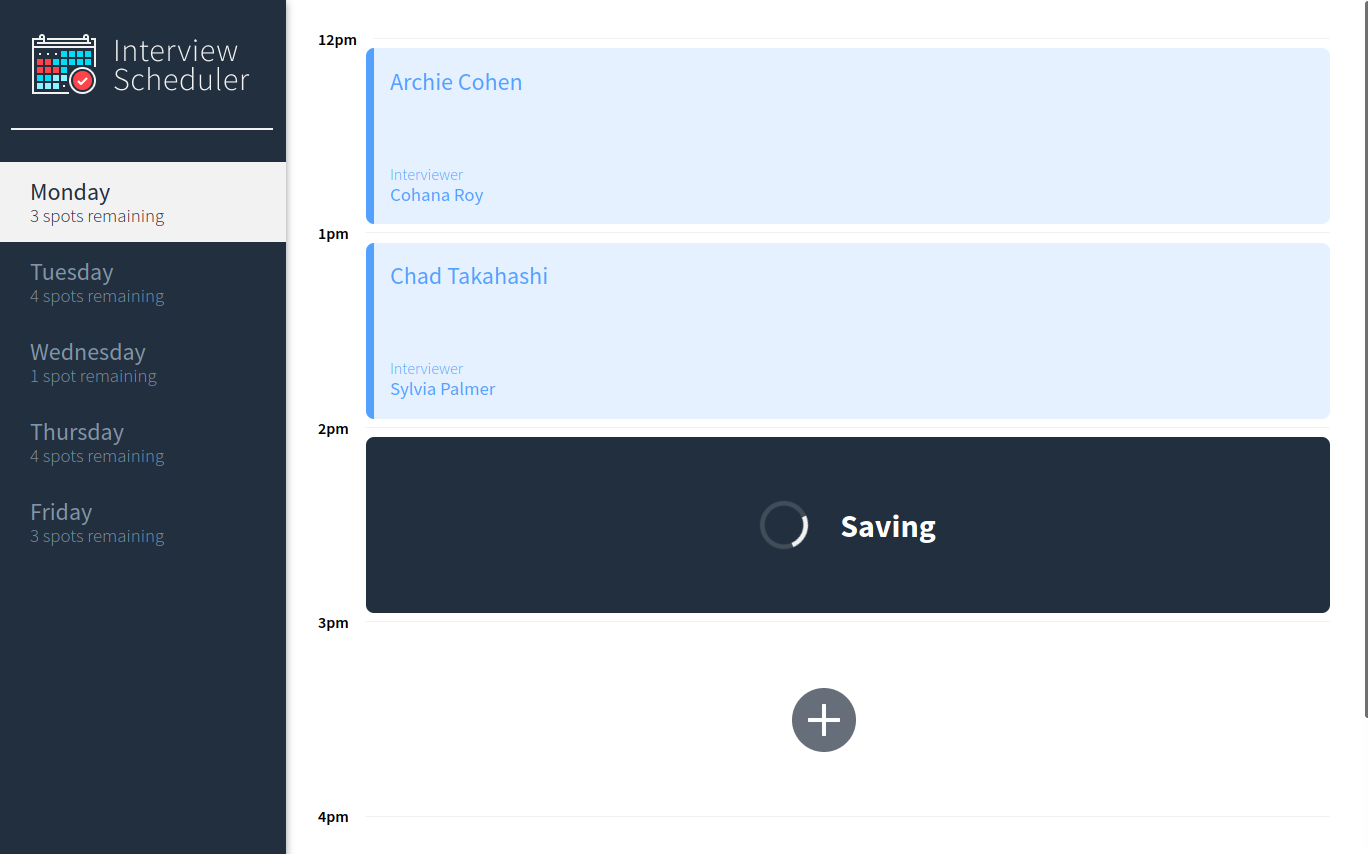 Interview
Scheduler
Monday
3 spots remaining
Tuesday
4 spots remaining
Wednesday
1 spot remaining
Thursday
4 spots remaining
Friday
3 spots remaining
12pm
Archie Cohen
Interviewer
Cohana Roy
1pm
Chad Takahashi
Interviewer
Sylvia Palmer
2pm
Saving
3pm
4pm